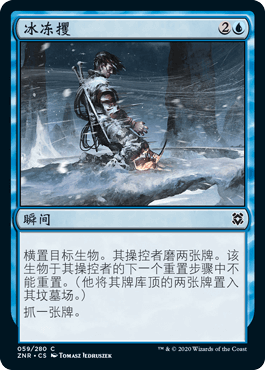 冰冻攫 2
瞬间
横置目标生物。其操控者磨两张牌。该
生物于其操控者的下一个重置步骤中不
能重置。（他将其牌库顶的两张牌置入
其坟墓场。）
抓一张牌。
059/280 C
ZNR • CS TOMASZ JEDRUSZEK
™ & © 2020 Wizards of the Coast